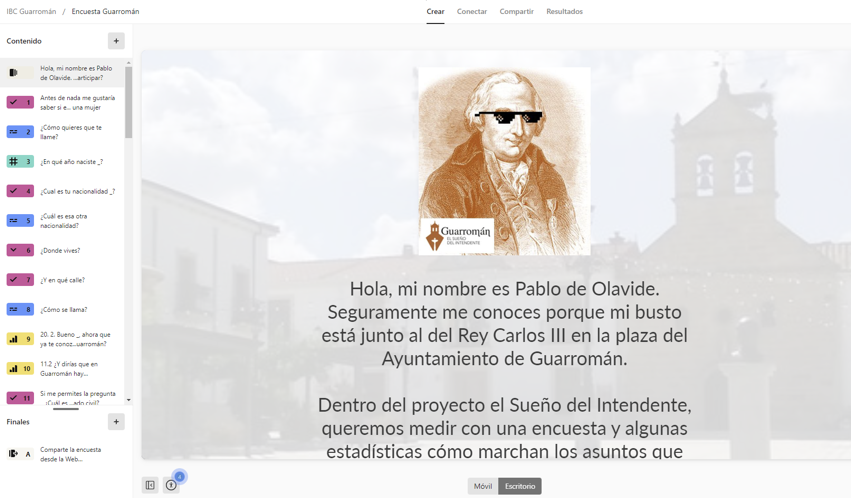 IBC Guarromán / Encuesta Guarromán
Crear Conectar Compartir Resultados
Contenido +
Hola, mi nombre es Pablo
de Olavide. ...articipar?
1 Antes de nada me gustaría
saber si e... una mujer
2 ¿Cómo quieres que te
llame?
3 ¿En qué año naciste _?
4 ¿Cual es tu nacionalidad _?
5 ¿Cuál es esa otra
nacionalidad?
6 ¿Donde vives?
7 ¿Y en qué calle?
8 ¿Cómo se llama?
9 20. 2. Bueno _, ahora que
ya te conoz...uarromán?
10 11.2 ¿Y dirías que en
Guarromán hay...
11 Si me permites la pregunta
¿Cuál es ...ado civil?
Finales +
A Comparte la encuesta
desde la Web...
Guarromán
EL SUEÑO
DEL INTENDENTE
Hola, mi nombre es Pablo de Olavide.
Seguramente me conoces porque mi busto
está junto al del Rey Carlos III en la plaza del
Ayuntamiento de Guarromán.
Dentro del proyecto el Sueño del Intendente,
queremos medir con una encuesta y algunas
estadísticas cómo marchan los asuntos que
Móvil Escritorio